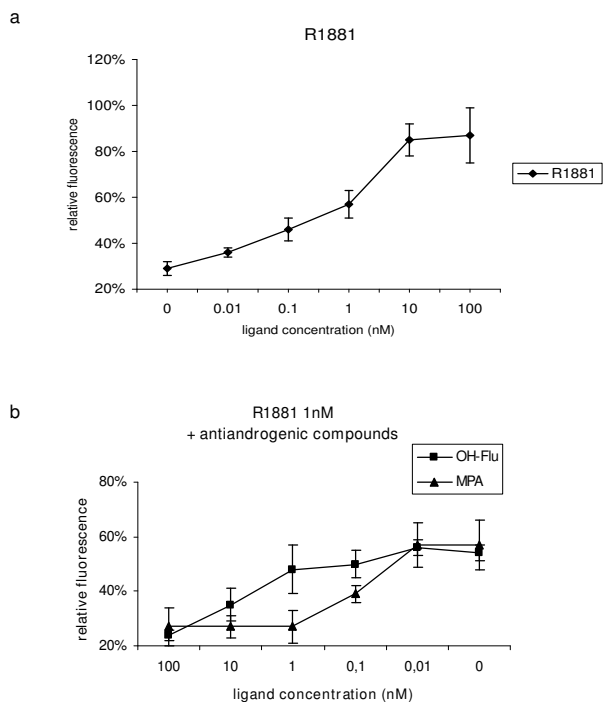 a
R1881
120%
100%
80%
60%
40%
20%
relative fluorescence
R1881
0 0.01 0.1 1 10 100
ligand concentration (nM)
b
R1881 1nM
+ antiandrogenic compounds
OH-Flu
MPA
80%
60%
40%
20%
relative fluorescence
100 10 1 0,1 0,01 0
ligand concentration (nM)